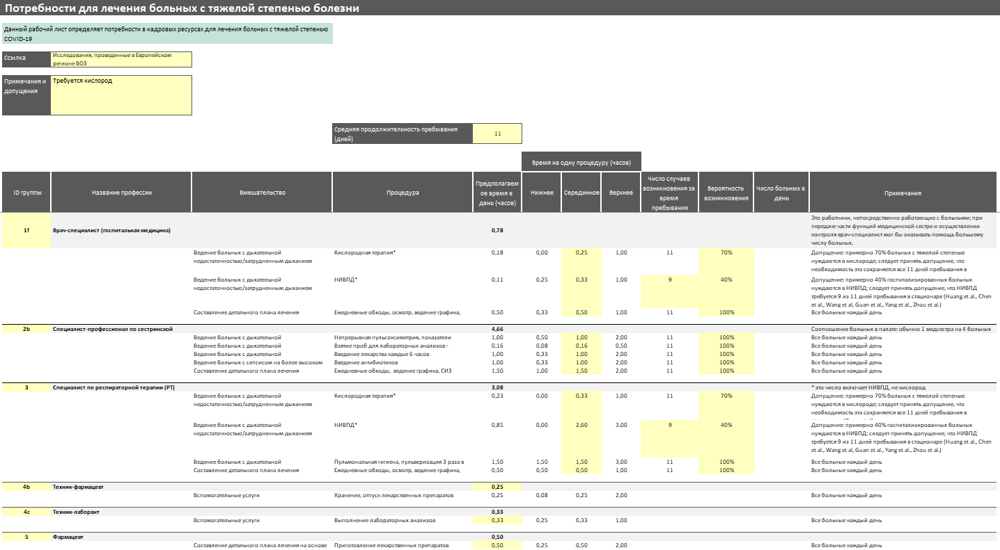 Потребности для лечения больных с тяжелой степенью болезни
Данный рабочий лист определяет потребности в кадровых ресурсах для лечения больных с тяжелой степенью
COVID-19
Ссылка
Исследования, проведенные в Европейском
регионе ВОЗ
Примечания и
допущения
Требуется кислород
Средняя продолжительность пребывания
(дней)
11
Время на одну процедуру (часов)
ID группы
Название профессии
Вмешательство
Процедура
Предполагаем
ое время в
день (часов)
Нижнее
Серединное
Верхнее
Число случаев
возникновения за
время
пребывания
Вероятность
возникновения
Число больных в
день
Примечания
1f Врач-специалист (госпитальная медицина) 0,78
Это работники, непосредственно работающие с больными; при
передаче части функций медицинской сестре и осуществлении
контроля врач-специалист мог бы оказывать помощь большему
числу больных.
Ведение больных с дыхательной
недостаточностью/затрудненным дыханием
Кислородная терапия* 0,18 0,00 0,25 1,00 11 70%
Допущение: примерно 70% больных с тяжелой степенью
нуждаются в кислороде; следует принять допущение, что
необходимость эта сохраняется все 11 дней пребывания в
Ведение больных с дыхательной
недостаточностью/затрудненным дыханием
НИВПД* 0,11 0,25 0,33 1,00 9 40%
Допущение: примерно 40% госпитализированных больных
нуждаются в НИВПД; следует принять допущение, что НИВПД
требуется 9 из 11 дней пребывания в стационаре (Huang et al., Chen
et al., Wang et al, Guan et al., Yang et al., Zhou et al.)
Составление детального плана лечения Ежедневные обходы, осмотр, ведение графика, 0,50 0,33 0,50 1,00 11 100% Все больные каждый день
2b Специалист-профессионал по сестринской 4,66 Соотношение больных в палате: обычно 1 медсестра на 4 больных
Ведение больных с дыхательной Непрерывная пульсоксиметрия, показатели 1,00 0,50 1,00 2,00 11 100% Все больные каждый день
Ведение больных с дыхательной Взятие проб для лабораторных анализов - 0,16 0,08 0,16 0,50 11 100% Все больные каждый день
Ведение больных с дыхательной Введение лекарства каждые 6 часов 1,00 0,33 1,00 2,00 11 100% Все больные каждый день
Ведение больных с сепсисом на более высоком Введение антибиотиков 1,00 0,33 1,00 2,00 11 100% Все больные каждый день
Составление детального плана лечения Ежедневные обходы, ведение графика, СИЗ 1,50 1,00 1,50 2,00 11 100% Все больные каждый день
3 Специалист по респираторной терапии (РТ) 3,08 * это число включает НИВПД, не кислород
Ведение больных с дыхательной
недостаточностью/затрудненным дыханием
Кислородная терапия* 0,23 0,00 0,33 1,00 11 70%
Допущение: примерно 70% больных с тяжелой степенью
нуждаются в кислороде; следует принять допущение, что
необходимость эта сохраняется все 11 дней пребывания в
Ведение больных с дыхательной
недостаточностью/затрудненным дыханием
НИВПД* 0,85 0,00 2,60 3,00 9 40%
Допущение: примерно 40% госпитализированных больных
нуждаются в НИВПД; следует принять допущение, что НИВПД
требуется 9 из 11 дней пребывания в стационаре (Huang et al., Chen
et al., Wang et al, Guan et al., Yang et al., Zhou et al.)
Ведение больных с дыхательной Пульмональная гигиена, пульверизация 3 раза в 1,50 1,50 1,50 3,00 11 100% Все больные каждый день
Составление детального плана лечения Ежедневные обходы, осмотр, ведение графика, 0,50 0,50 0,50 1,00 11 100% Все больные каждый день
4b Техник-фармацевт 0,25
Вспомогательные услуги Хранение, отпуск лекарственных препаратов 0,25 0,08 0,25 2,00 Все больные каждый день
4c Техник-лаборант 0,33
Вспомогательные услуги Выполнение лабораторных анализов 0,33 0,25 0,33 1,00 Все больные каждый день
5 Фармацевт 0,50
Составление детального плана лечения на основе Приготовление лекарственных препаратов 0,50 0,25 0,50 2,00 Все больные каждый день